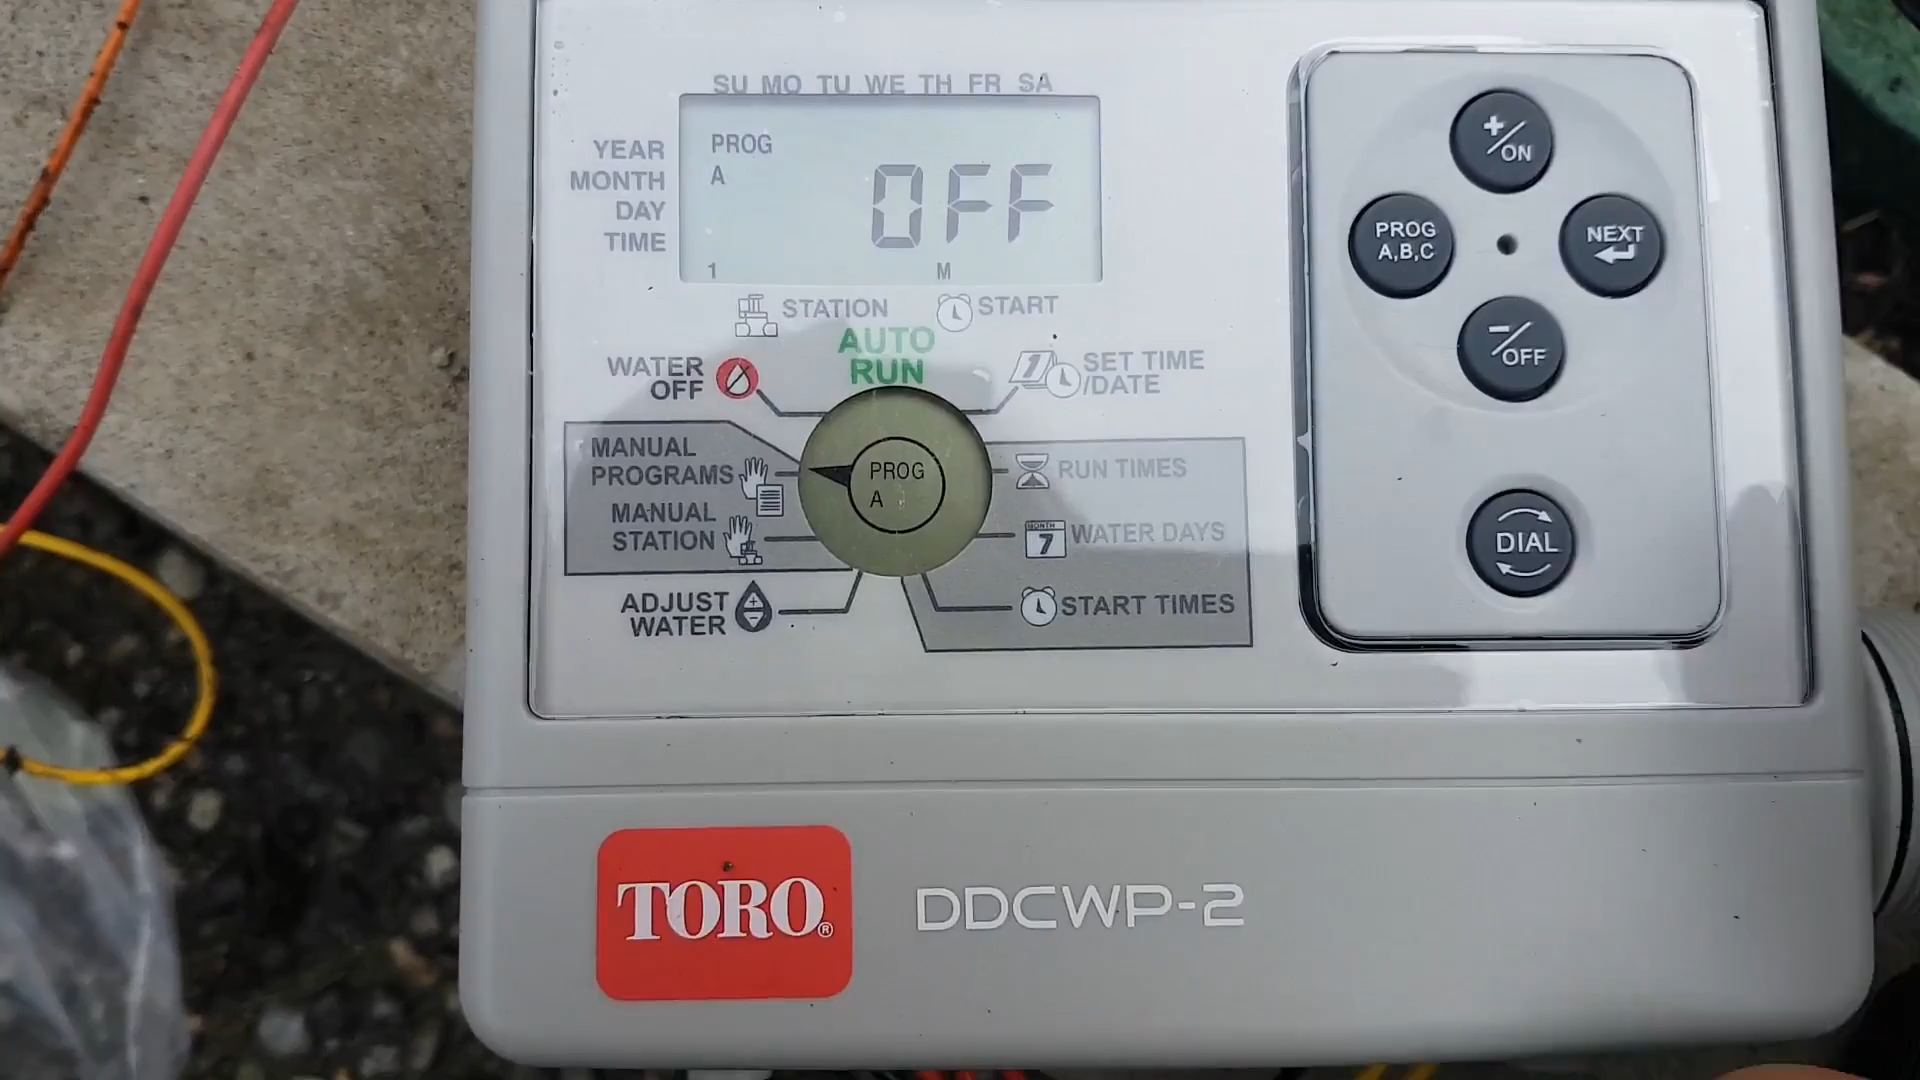 SU MO TU WE TH FR SA
YEAR
MONTH
DAY
TIME
PROG
A
OFF
1
M
STATION
START
AUTO
RUN
WATER
OFF
1
SET TIME
/DATE
MANUAL
PROGRAMS
MANUAL
STATION
ADJUST
WATER
PROG
A
RUN TIMES
MONTH
7
WATER DAYS
START TIMES
+/ON
PROG
A,B,C
NEXT
-/OFF
DIAL
TORO®
DDCWP-2